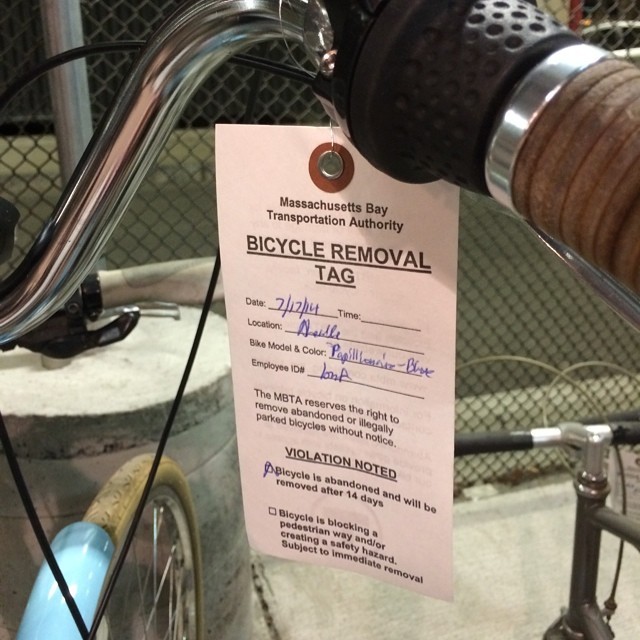 Massachusetts Bay
Transportation Authority
BICYCLE REMOVAL
TAG
Date: 7/17/14 Time:
Location:
Bike Model & Color: Papillionaire-Blue
Employee ID#
The MBTA reserves the right to
remove abandoned or illegally
parked bicycles without notice.
VIOLATION NOTED
Bicycle is abandoned and will be
removed after 14 days
Bicycle is blocking a
pedestrian way and/or
creating a safety hazard.
Subject to immediate removal